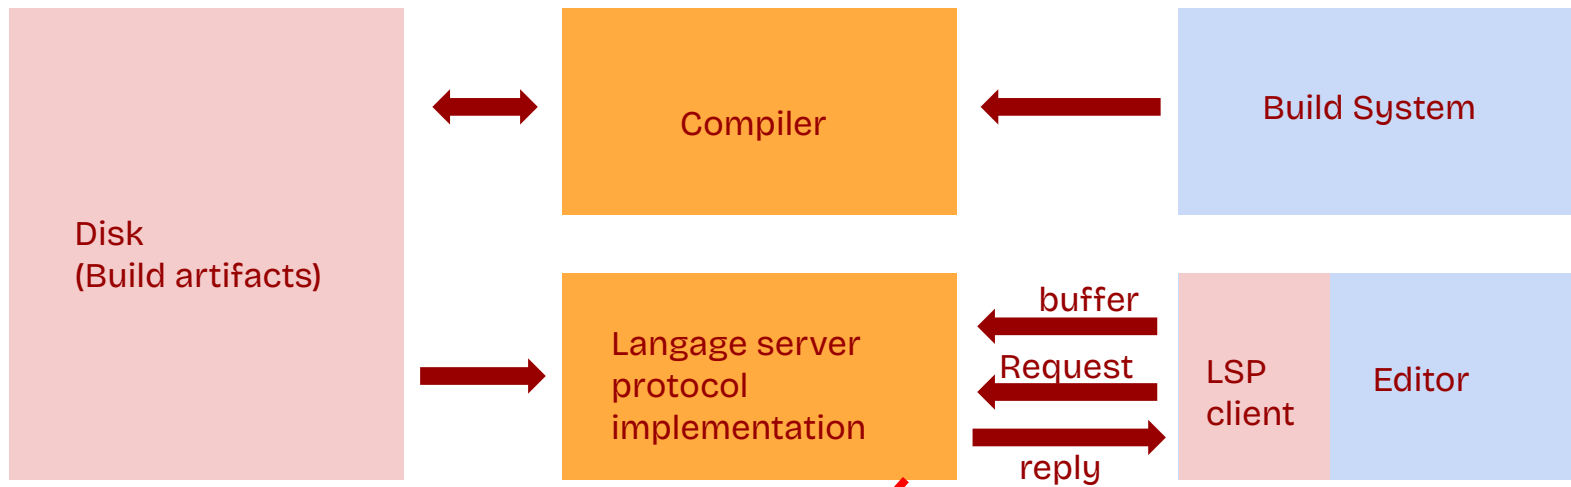 Compiler
Build System
Disk
(Build artifacts)
buffer
Langage server
protocol
implementation
Request
LSP
client
Editor
reply